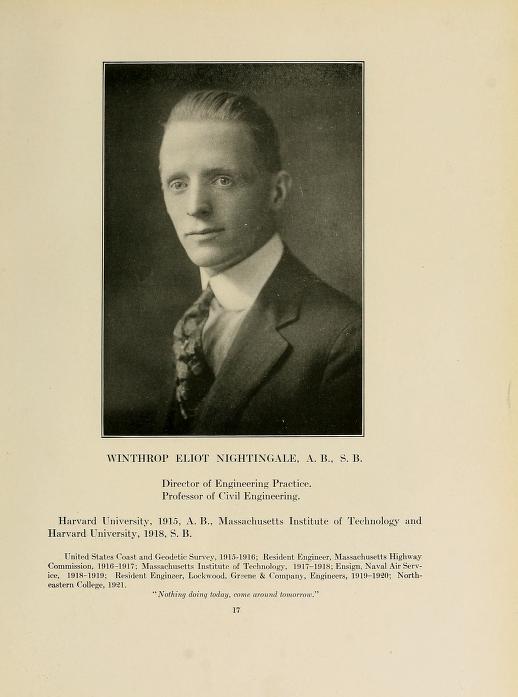 WINTHROP ELIOT NIGHTINGALE, A. B., S. B.
Director of Engineering Practice.
Professor of Civil Engineering.
Harvard University, 1915, A. B., Massachusetts Institute of Technology and
Harvard University, 1918, S. B.
United States Coast and Geodetic Survey, 1915-1916; Resident Engineer, Massachusetts Highway
Commission, 1916-1917; Massachusetts Institute of Technology, 1917-1918; Ensign, Naval Air Serv-
ice, 1918-1919; Resident Engineer, Lockwood, Greene & Company, Engineers, 1919-1920; North-
eastern College, 1921.
"Nothing doing today, come around tomorrow."
17